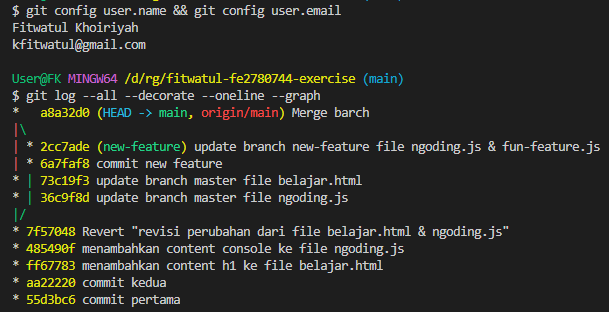 $ git config user.name && git config user.email
Fitwatul Khoiriyah
kfitwatul@gmail.com
User@FK MINGW64 /d/rg/fitwatul-fe2780744-exercise (main)
$ git log --all --decorate --oneline --graph
*   a8a32d0 (HEAD -> main, origin/main) Merge barch
|\
| * 2cc7ade (new-feature) update branch new-feature file ngoding.js & fun-feature.js
| * 6a7faf8 commit new feature
* | 73c19f3 update branch master file belajar.html
* | 36c9f8d update branch master file ngoding.js
|/
* 7f57048 Revert "revisi perubahan dari file belajar.html & ngoding.js"
* 485490f menambahkan content console ke file ngoding.js
* ff67783 menambahkan content h1 ke file belajar.html
* aa22220 commit kedua
* 55d3bc6 commit pertama